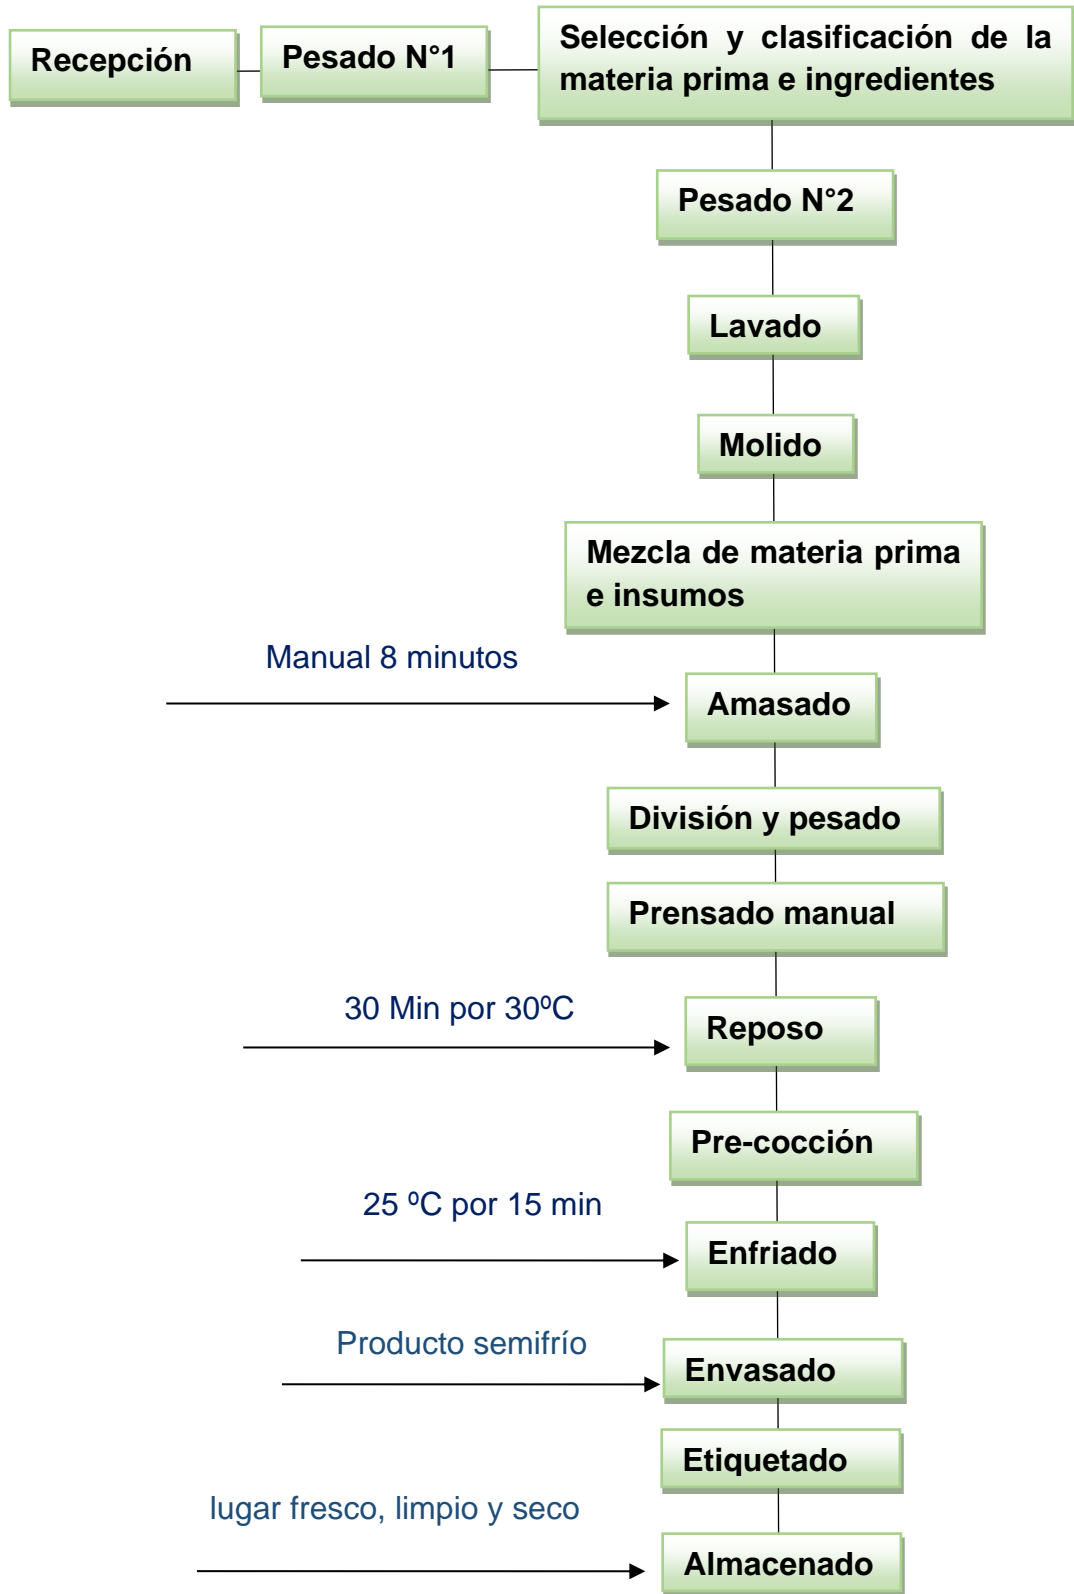 Recepción
Pesado N°1
Selección y clasificación de la
materia prima e ingredientes
Pesado N°2
Lavado
Molido
Mezcla de materia prima
e insumos
Manual 8 minutos
Amasado
División y pesado
Prensado manual
30 Min por 30ºC
Reposo
Pre-cocción
25 ºC por 15 min
Enfriado
Producto semifrío
Envasado
Etiquetado
lugar fresco, limpio y seco
Almacenado